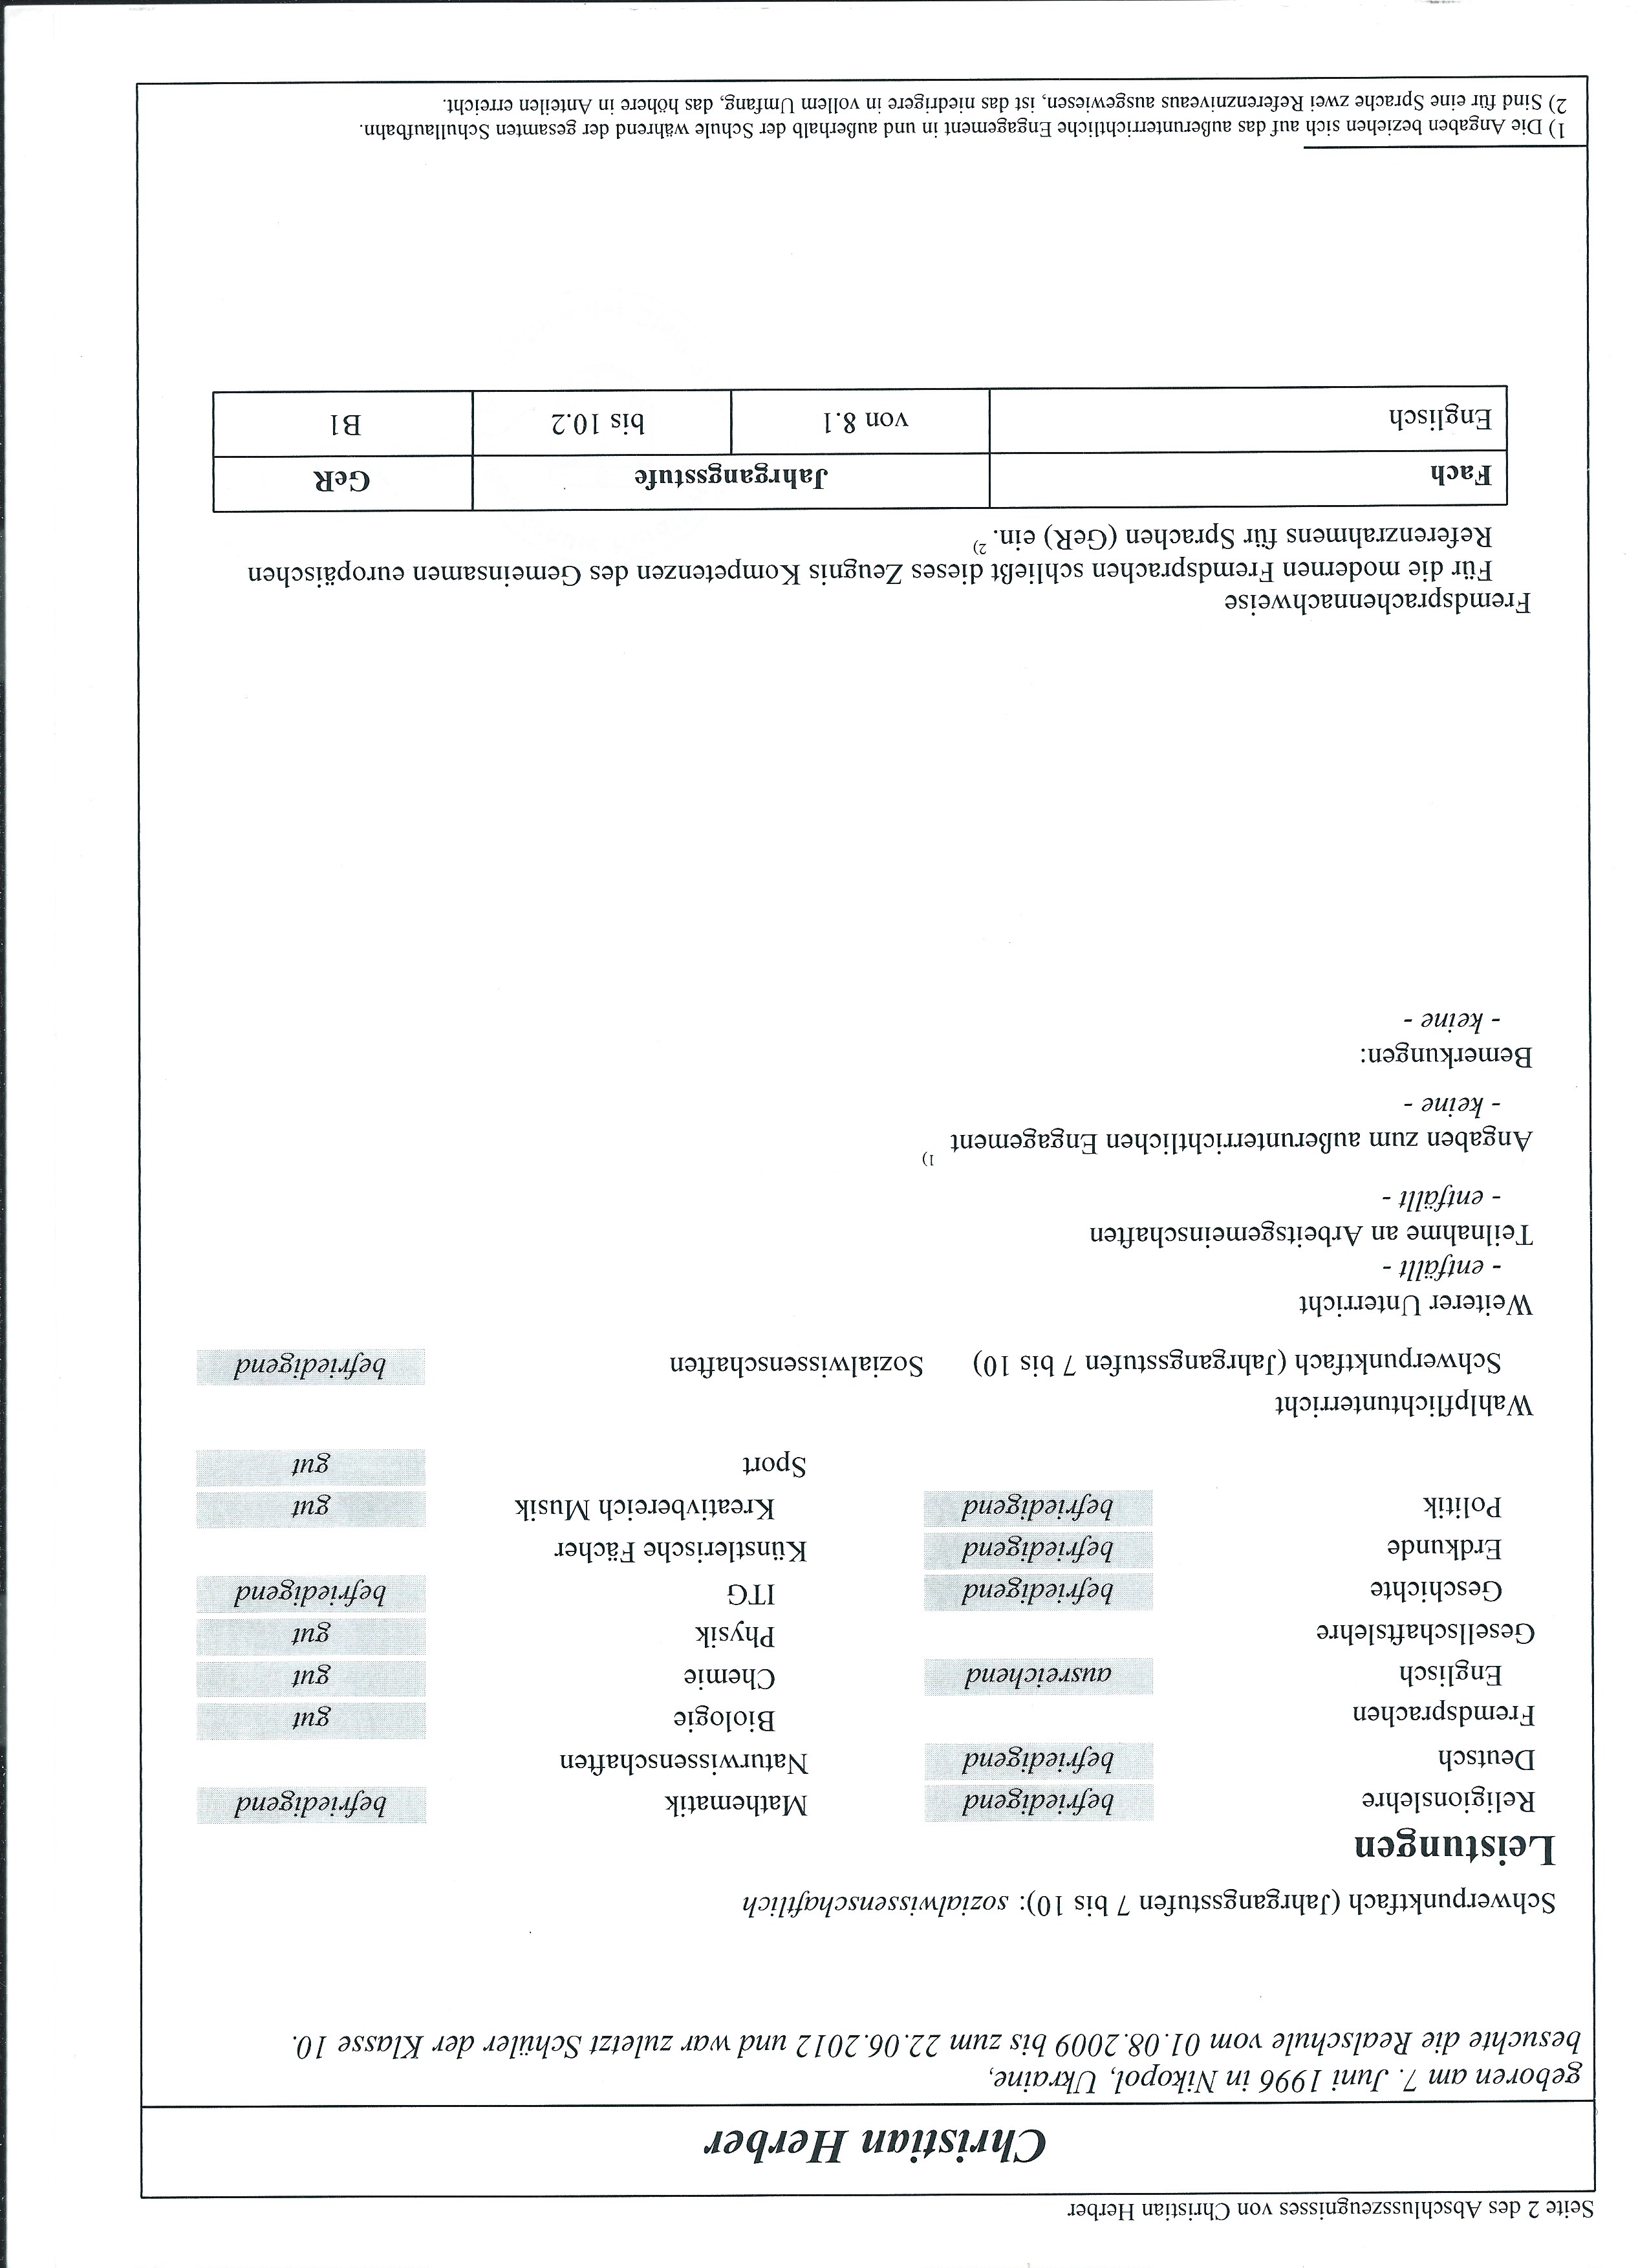 Seite 2 des Abschlusszeugnisses von Christian Herber
Christian Herber
geboren am 7. Juni 1996 in Nikopol, Ukraine,
besuchte die Realschule vom 01.08.2009 bis zum 22.06.2012 und war zuletzt Schüler der Klasse 10.
Schwerpunktfach (Jahrgangsstufen 7 bis 10): sozialwissenschaftlich
Leistungen
Religionslehre befriedigend
Deutsch befriedigend
Fremdsprachen
Englisch ausreichend
Gesellschaftslehre
Geschichte befriedigend
Erdkunde befriedigend
Politik befriedigend
Mathematik befriedigend
Naturwissenschaften
Biologie gut
Chemie gut
Physik gut
ITG befriedigend
Künstlerische Fächer
Kreativbereich Musik gut
Sport gut
Wahlpflichtunterricht
Schwerpunktfach (Jahrgangsstufen 7 bis 10) Sozialwissenschaften befriedigend
Weiterer Unterricht
- entfällt -
Teilnahme an Arbeitsgemeinschaften
- entfällt -
Angaben zum außerunterrichtlichen Engagement 1)
- keine -
Bemerkungen:
- keine -
Fremdsprachennachweise
Für die modernen Fremdsprachen schließt dieses Zeugnis Kompetenzen des Gemeinsamen europäischen
Referenzrahmens für Sprachen (GeR) ein. 2)
Fach Jahrgangsstufe GeR
Englisch von 8.1 bis 10.2 B1
1) Die Angaben beziehen sich auf das außerunterrichtliche Engagement in und außerhalb der Schule während der gesamten Schullaufbahn.
2) Sind für eine Sprache zwei Referenzniveaus ausgewiesen, ist das niedrigere in vollem Umfang, das höhere in Anteilen erreicht.